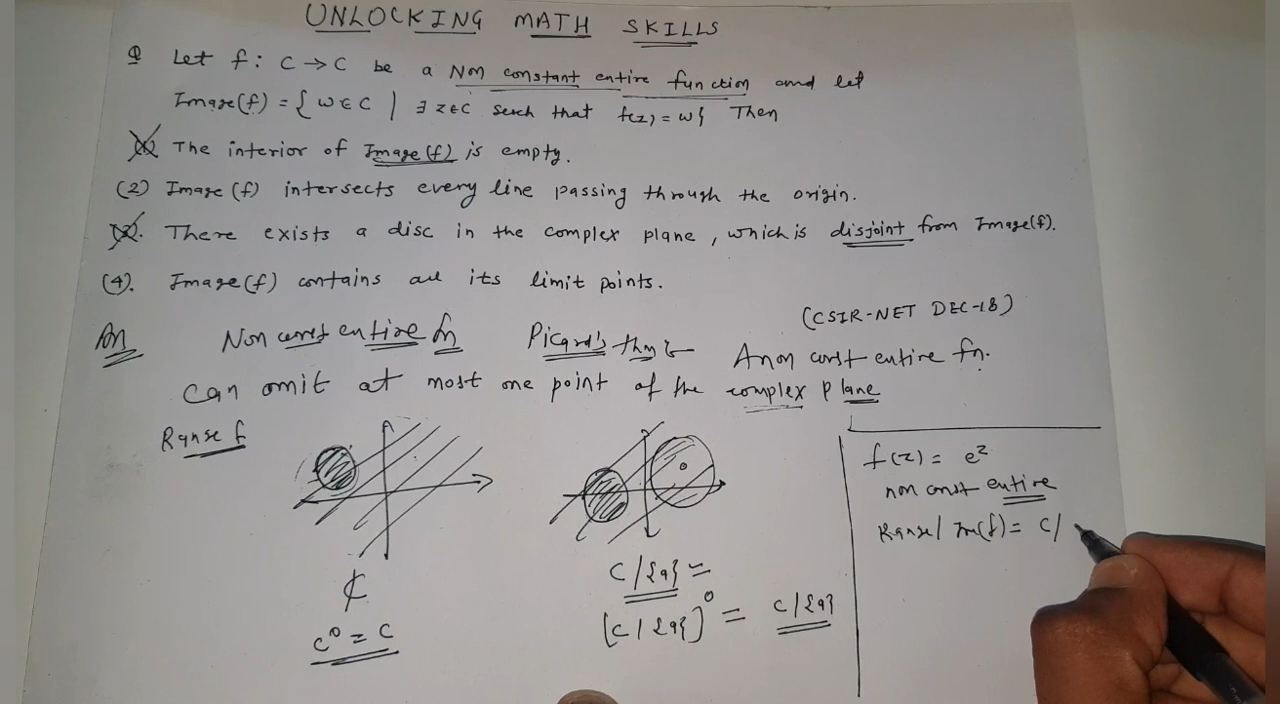 UNLOCKING MATH SKILLS
Q Let f: C → C be a Non constant entire function and let
Image(f) = { w ∈ C | ∃ z ∈ C such that f(z) = w} Then
The interior of Image(f) is empty.
(2) Image(f) intersects every line passing through the origin.
There exists a disc in the complex plane, which is disjoint from Image(f).
(4). Image(f) contains all its limit points.
(CSIR-NET DEC-18)
An Non const entire fn Picard's thm:- A non const entire fn.
can omit at most one point of the complex plane
Range f
₵
C° = C
C/{a} =
[C/{a}]° = C/{a}
f(z) = e^z
non const entire
Range/ Im(f) = C/